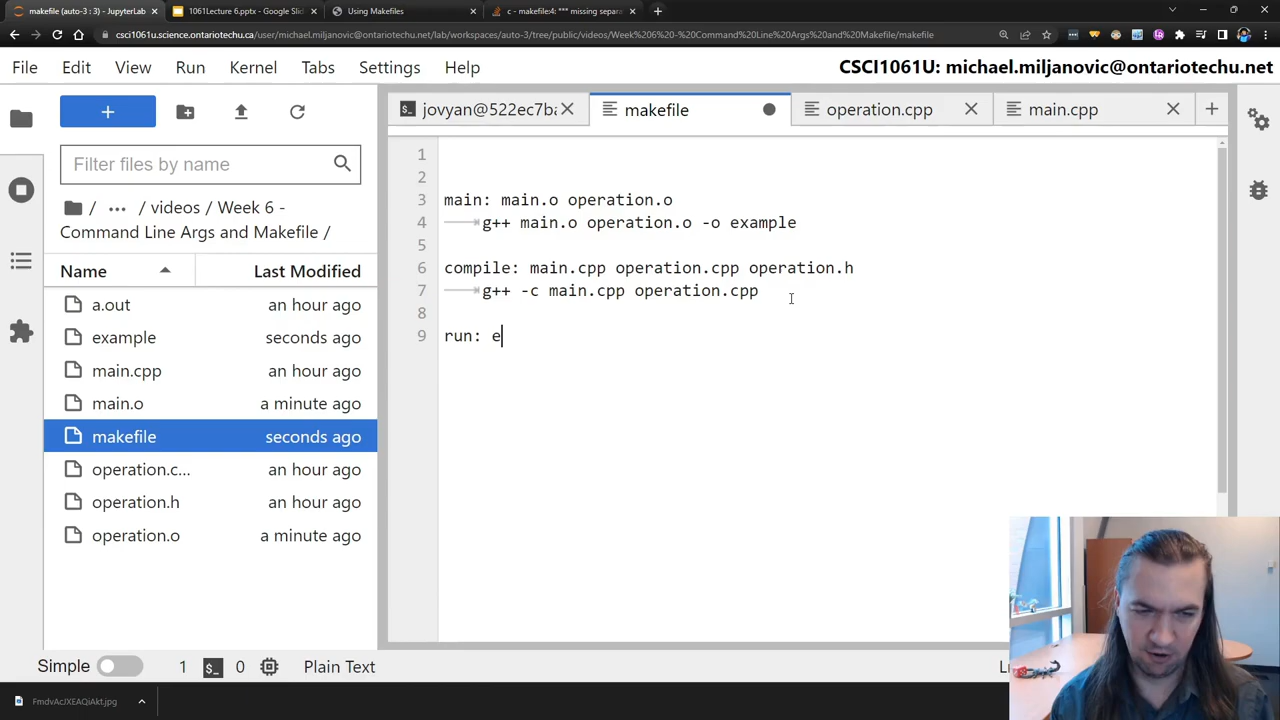 makefile (auto-3: 3) - JupyterLab
1061Lecture 6.pptx - Google Slid
Using Makefiles
c - makefile4: *** missing separa
csci1061u.science.ontariotechu.ca/user/michael.miljanovic@ontariotechu.net/lab/workspaces/auto-3/tree/public/videos/Week%206%20-%20Command%20Line%20Args%20and%20Makefile/makefile
File Edit View Run Kernel Tabs Settings Help
CSCI1061U: michael.miljanovic@ontariotechu.net
jovyan@522ec7b
makefile
operation.cpp
main.cpp
Filter files by name
/ ... / videos / Week 6 -
Command Line Args and Makefile /
Name Last Modified
a.out an hour ago
example seconds ago
main.cpp an hour ago
main.o a minute ago
makefile seconds ago
operation.c... an hour ago
operation.h an hour ago
operation.o a minute ago
1
2
3 main: main.o operation.o
4 g++ main.o operation.o -o example
5
6 compile: main.cpp operation.cpp operation.h
7 g++ -c main.cpp operation.cpp
8
9 run: e
Simple 1 $_ 0 Plain Text
FmdvAcJXEAQiAkt.jpg